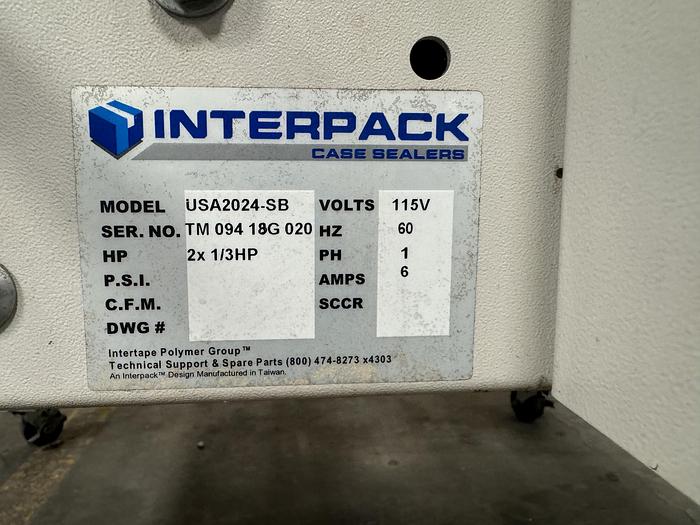 INTERPACK
CASE SEALERS
MODEL USA2024-SB VOLTS 115V
SER. NO. TM 094 18G 020 HZ 60
HP 2x 1/3HP PH 1
P.S.I. AMPS 6
C.F.M. SCCR
DWG #
Intertape Polymer Group™
Technical Support & Spare Parts (800) 474-8273 x4303
An Interpack™ Design Manufactured in Taiwan.